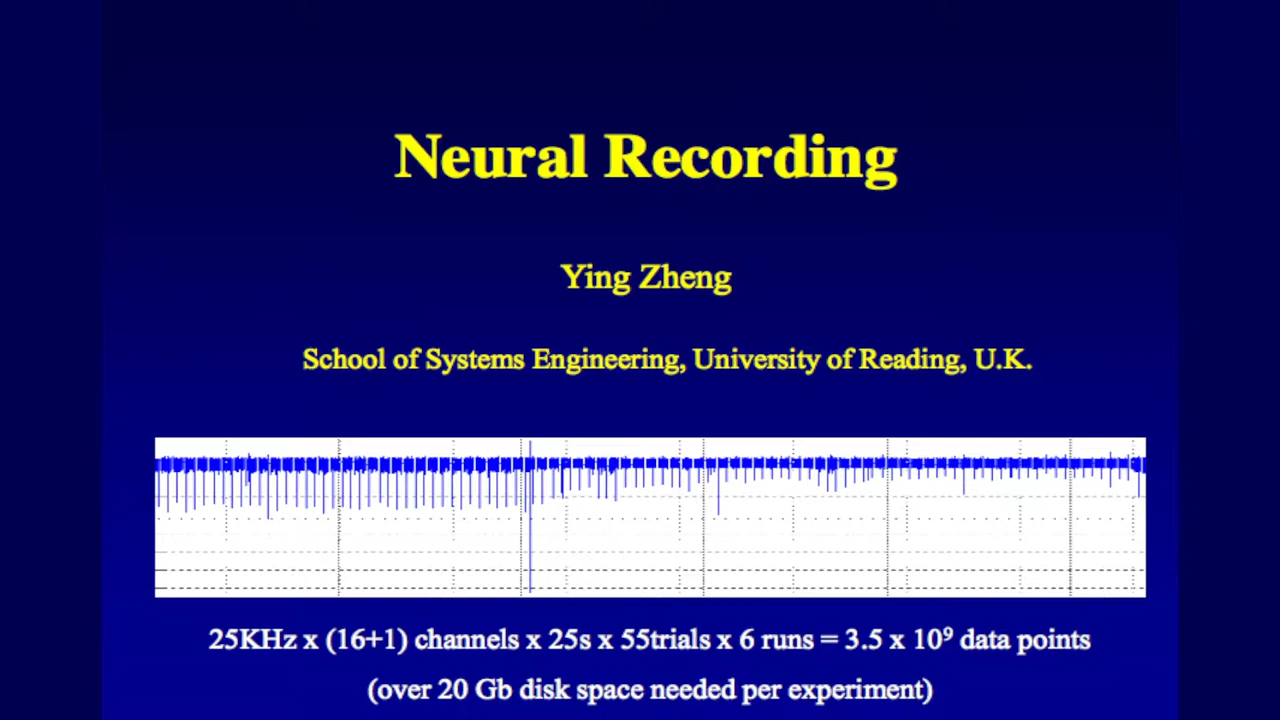 Neural Recording
Ying Zheng
School of Systems Engineering, University of Reading, U.K.
25KHz x (16+1) channels x 25s x 55trials x 6 runs = 3.5 x 10⁹ data points
(over 20 Gb disk space needed per experiment)